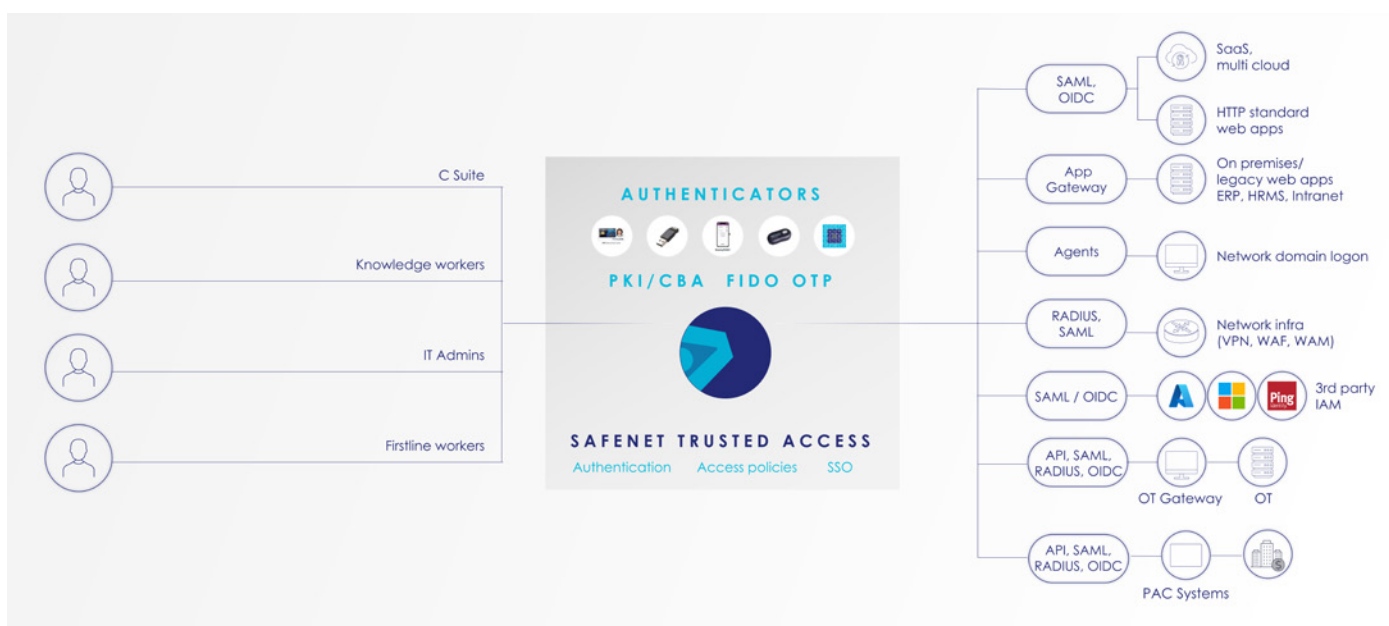 C Suite
Knowledge workers
IT Admins
Firstline workers
AUTHENTICATORS
PKI/CBA FIDO OTP
SAFENET TRUSTED ACCESS
Authentication Access policies SSO
SAML,
OIDC
SaaS,
multi cloud
HTTP standard
web apps
App
Gateway
On premises/
legacy web apps
ERP, HRMS, Intranet
Agents
Network domain logon
RADIUS,
SAML
Network infra
(VPN, WAF, WAM)
SAML / OIDC
Ping
3rd party
IAM
API, SAML,
RADIUS, OIDC
OT Gateway
OT
API, SAML,
RADIUS, OIDC
PAC Systems